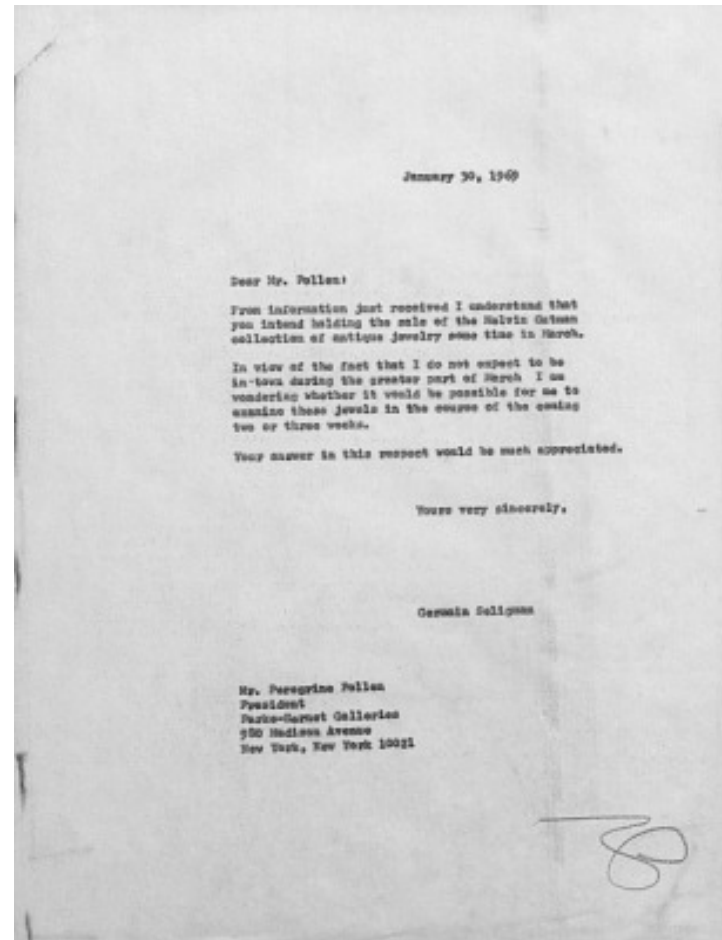 January 30, 1969
Dear Mr. Pollen:
From information just received I understand that
you intend holding the sale of the Melvin Gutman
collection of antique jewelry some time in March.
In view of the fact that I do not expect to be
in-town during the greater part of March I am
wondering whether it would be possible for me to
examine these jewels in the course of the coming
two or three weeks.
Your answer in this respect would be much appreciated.
Yours very sincerely,
Germain Seligman
Mr. Peregrine Pollen
President
Parke-Bernet Galleries
980 Madison Avenue
New York, New York 10021